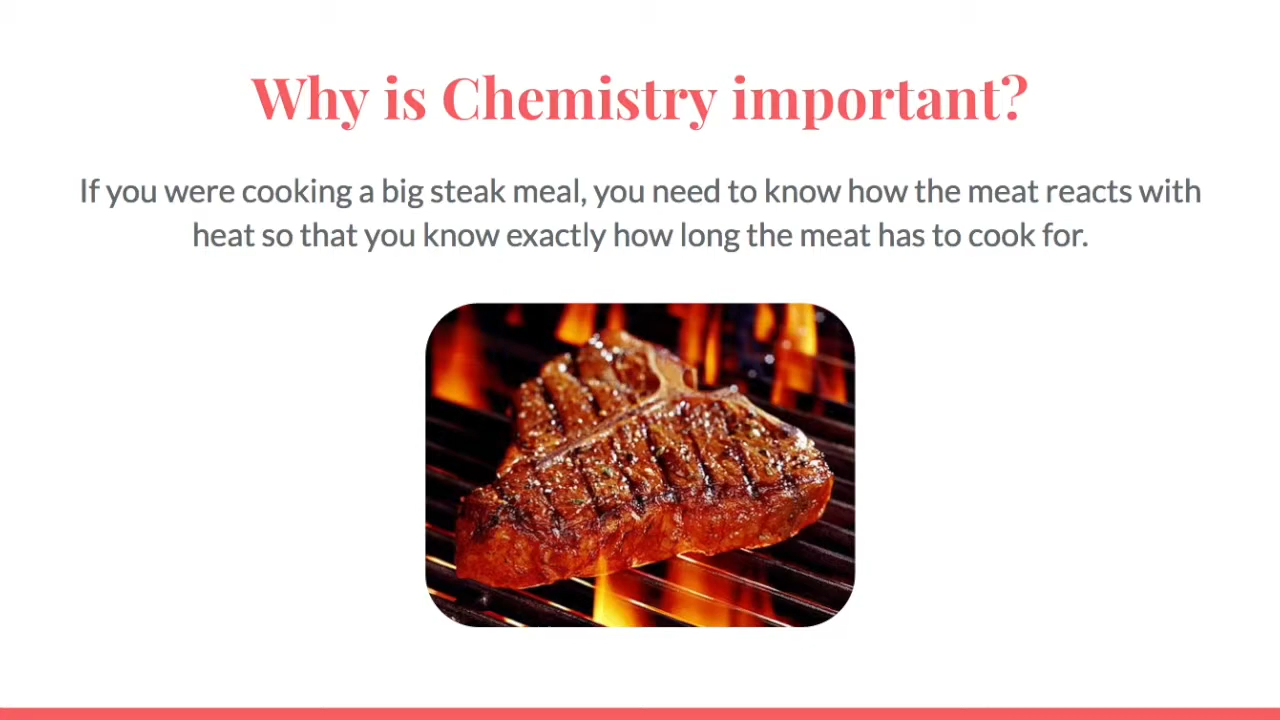 Why is Chemistry important?
If you were cooking a big steak meal, you need to know how the meat reacts with
heat so that you know exactly how long the meat has to cook for.